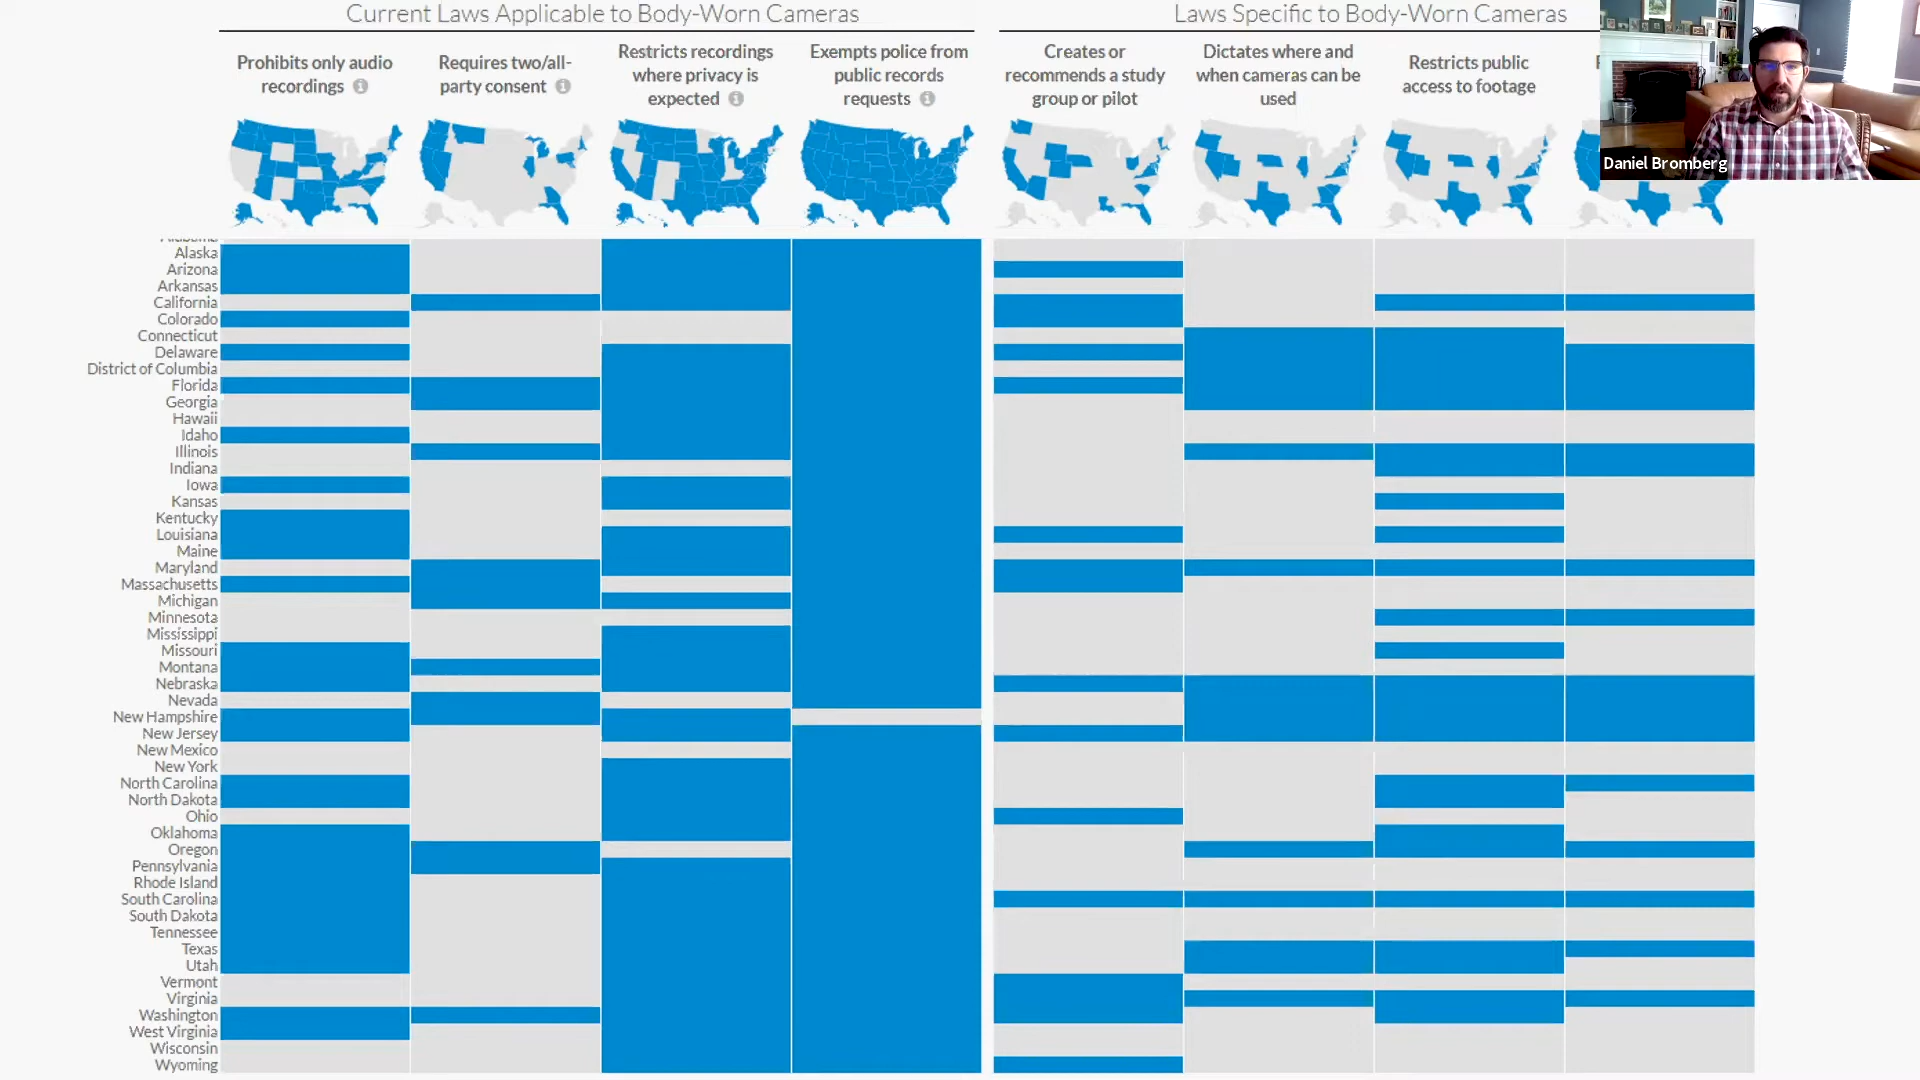 Current Laws Applicable to Body-Worn Cameras
Laws Specific to Body-Worn Cameras
Prohibits only audio
recordings
Requires two/all-
party consent
Restricts recordings
where privacy is
expected
Exempts police from
public records
requests
Creates or
recommends a study
group or pilot
Dictates where and
when cameras can be
used
Restricts public
access to footage
Daniel Bromberg
Alabama
Alaska
Arizona
Arkansas
California
Colorado
Connecticut
Delaware
District of Columbia
Florida
Georgia
Hawaii
Idaho
Illinois
Indiana
Iowa
Kansas
Kentucky
Louisiana
Maine
Maryland
Massachusetts
Michigan
Minnesota
Mississippi
Missouri
Montana
Nebraska
Nevada
New Hampshire
New Jersey
New Mexico
New York
North Carolina
North Dakota
Ohio
Oklahoma
Oregon
Pennsylvania
Rhode Island
South Carolina
South Dakota
Tennessee
Texas
Utah
Vermont
Virginia
Washington
West Virginia
Wisconsin
Wyoming